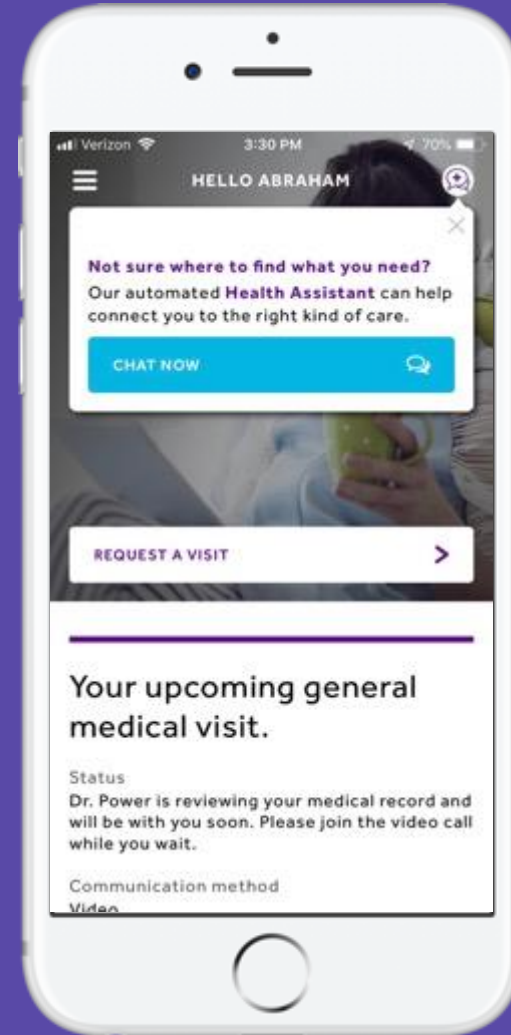 Verizon 3:30 PM 70%
HELLO ABRAHAM
Not sure where to find what you need?
Our automated Health Assistant can help
connect you to the right kind of care.
CHAT NOW
REQUEST A VISIT
Your upcoming general
medical visit.
Status
Dr. Power is reviewing your medical record and
will be with you soon. Please join the video call
while you wait.
Communication method
Video